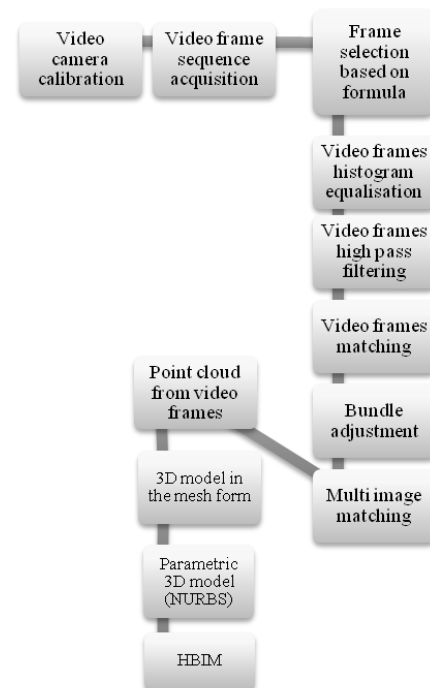 Video
camera
calibration
Video frame
sequence
acquisition
Frame
selection
based on
formula
Video frames
histogram
equalisation
Video frames
high pass
filtering
Video frames
matching
Bundle
adjustment
Multi image
matching
Point cloud
from video
frames
3D model in
the mesh form
Parametric
3D model
(NURBS)
HBIM